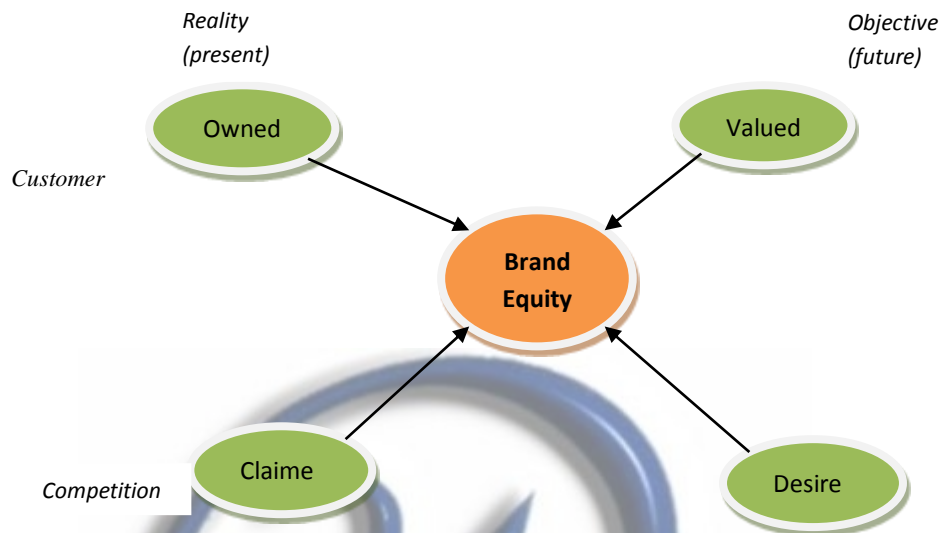 Reality
(present)
Objective
(future)
Owned
Valued
Customer
Brand
Equity
Claime
Desire
Competition